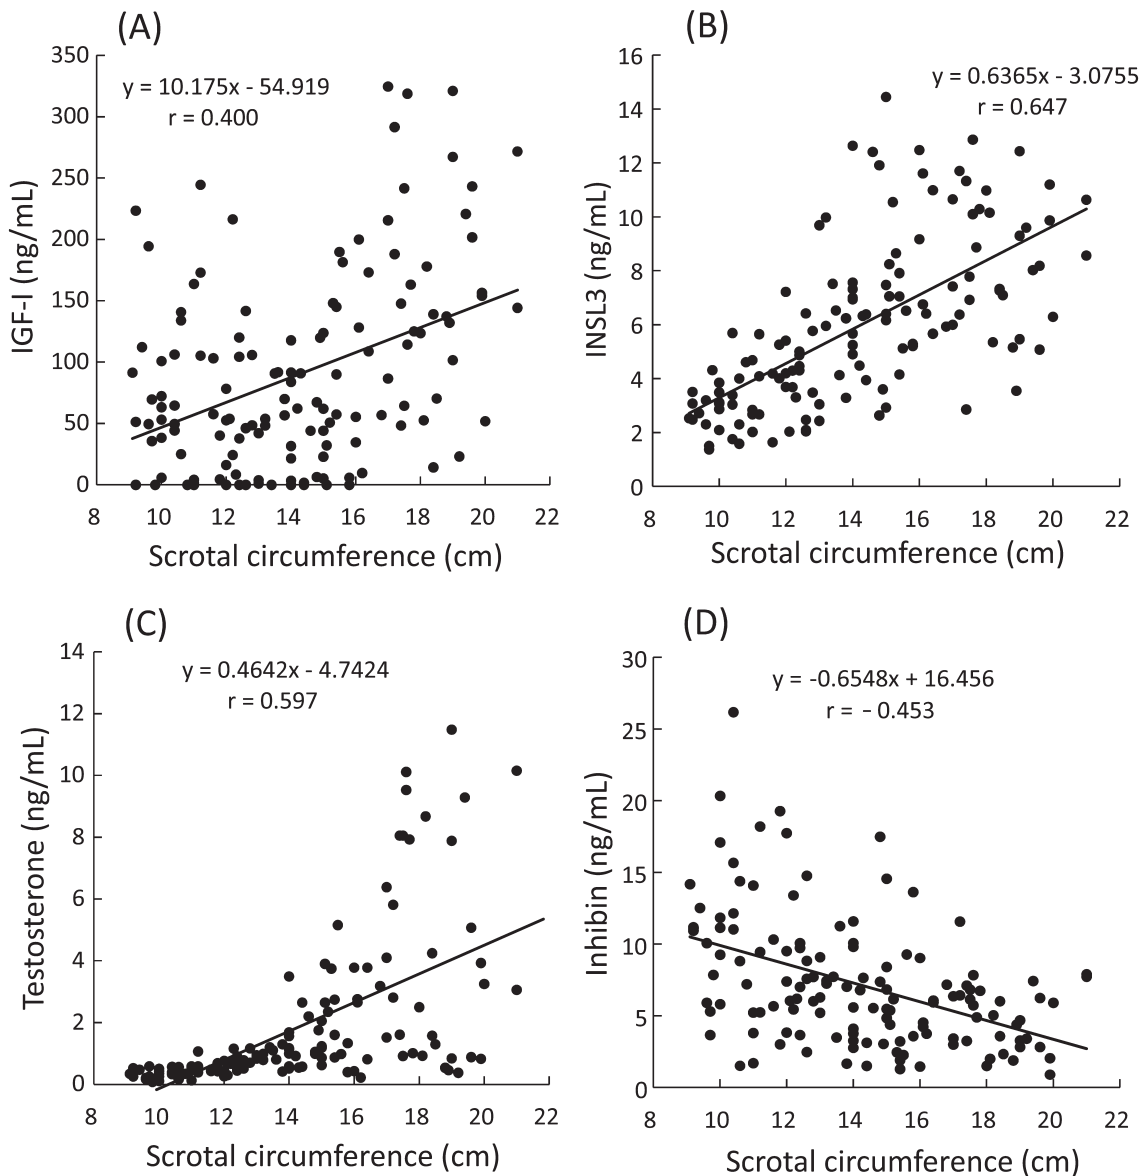 (A)
350
300
250
200
150
100
50
0
IGF-I (ng/mL)
y = 10.175x - 54.919
r = 0.400
8 10 12 14 16 18 20 22
Scrotal circumference (cm)
(B)
16
14
12
10
8
6
4
2
0
INSL3 (ng/mL)
y = 0.6365x - 3.0755
r = 0.647
8 10 12 14 16 18 20 22
Scrotal circumference (cm)
(C)
14
12
10
8
6
4
2
0
Testosterone (ng/mL)
y = 0.4642x - 4.7424
r = 0.597
8 10 12 14 16 18 20 22
Scrotal circumference (cm)
(D)
30
25
20
15
10
5
0
Inhibin (ng/mL)
y = -0.6548x + 16.456
r = - 0.453
8 10 12 14 16 18 20 22
Scrotal circumference (cm)